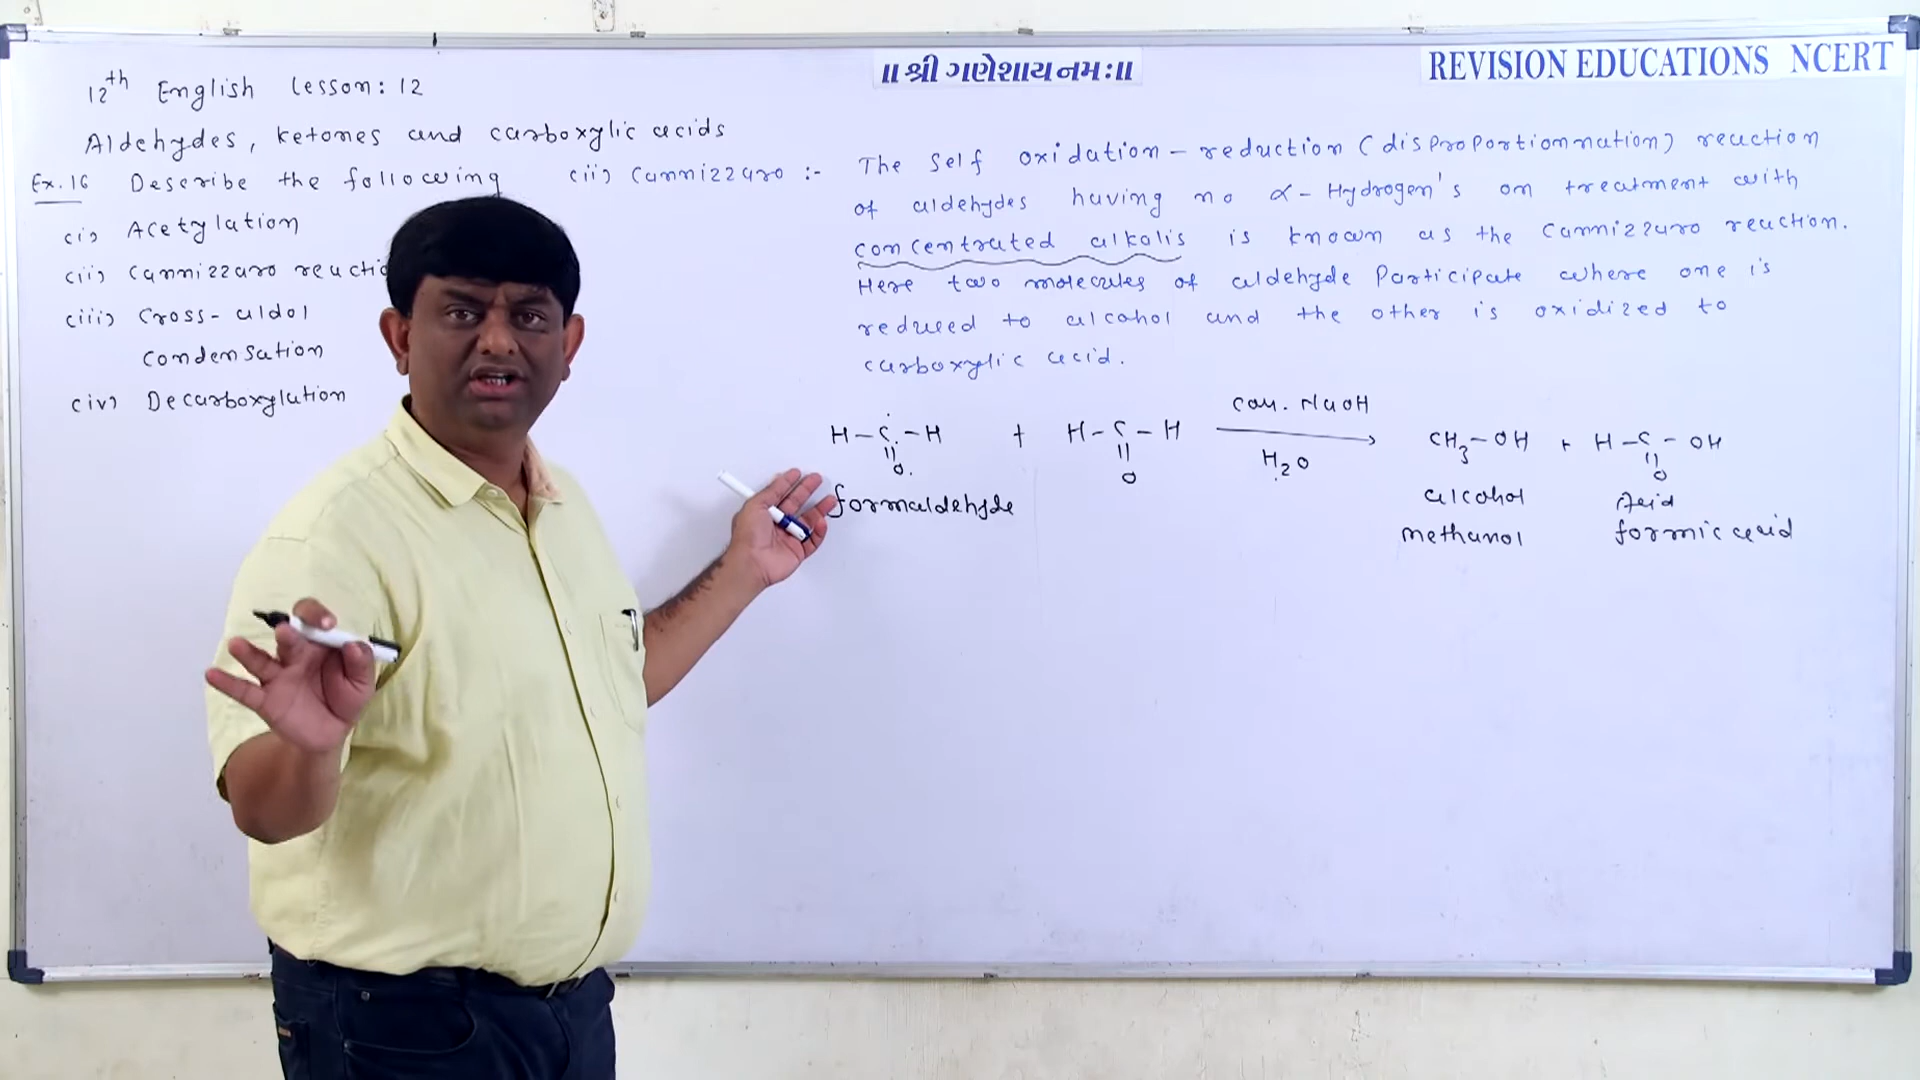 ॥ શ્રી ગણેશાય નમઃ॥
REVISION EDUCATIONS NCERT
12th English Lesson: 12
Aldehydes, ketones and carboxylic acids
Ex. 16 Describe the following
(i) Acetylation
(ii) Cannizzaro reactio
(iii) Cross-aldol
condensation
(iv) Decarboxylation
(ii) Cannizzaro :- The self oxidation-reduction (disproportionnation) reaction
of aldehydes having no α-Hydrogen's on treatment with
concentrated alkalis is known as the Cannizzaro reaction.
Here two molecules of aldehyde participate where one is
reduced to alcohol and the other is oxidized to
carboxylic acid.
con. NaOH
H-C-H + H-C-H → CH3-OH + H-C-OH
H2O
O O O
formaldehyde alcohol Acid
methanol formic acid